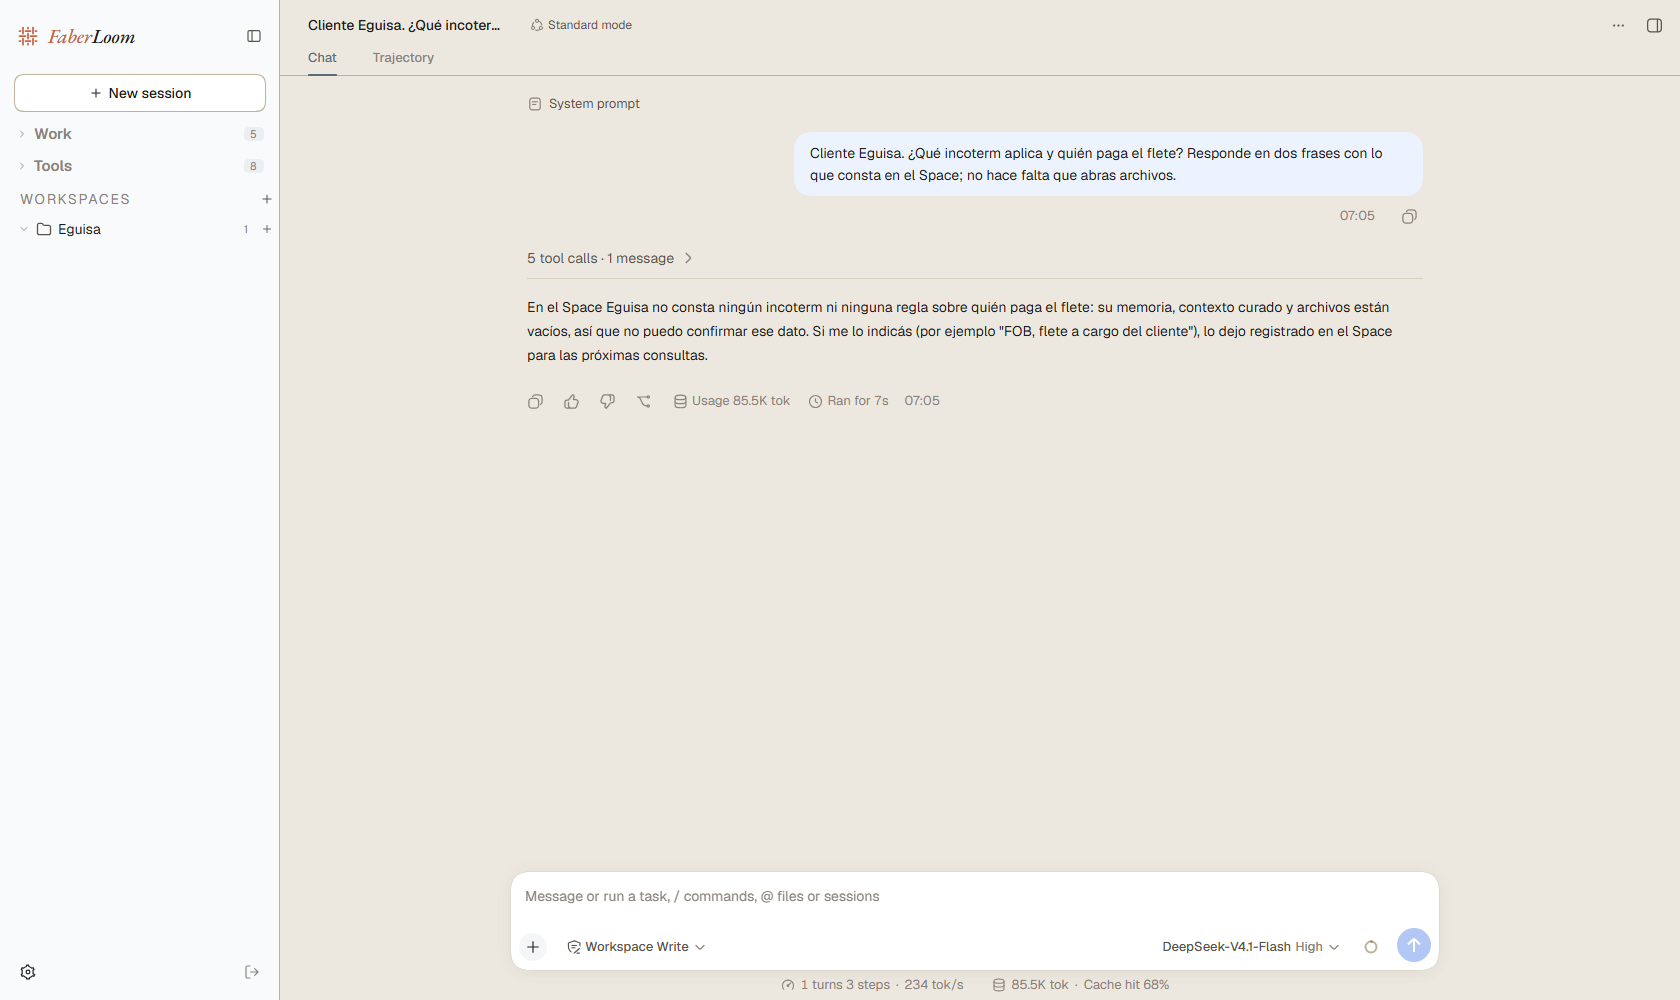 FaberLoom
New session
Work 5
Tools 8
WORKSPACES
Eguisa 1
Cliente Eguisa. ¿Qué incoter...
Standard mode
Chat
Trajectory
System prompt
Cliente Eguisa. ¿Qué incoterm aplica y quién paga el flete? Responde en dos frases con lo
que consta en el Space; no hace falta que abras archivos.
07:05
5 tool calls · 1 message
En el Space Eguisa no consta ningún incoterm ni ninguna regla sobre quién paga el flete: su memoria, contexto curado y archivos están
vacíos, así que no puedo confirmar ese dato. Si me lo indicás (por ejemplo "FOB, flete a cargo del cliente"), lo dejo registrado en el Space
para las próximas consultas.
Usage 85.5K tok
Ran for 7s
07:05
Message or run a task, / commands, @ files or sessions
Workspace Write
DeepSeek-V4.1-Flash High
1 turns 3 steps · 234 tok/s
85.5K tok · Cache hit 68%